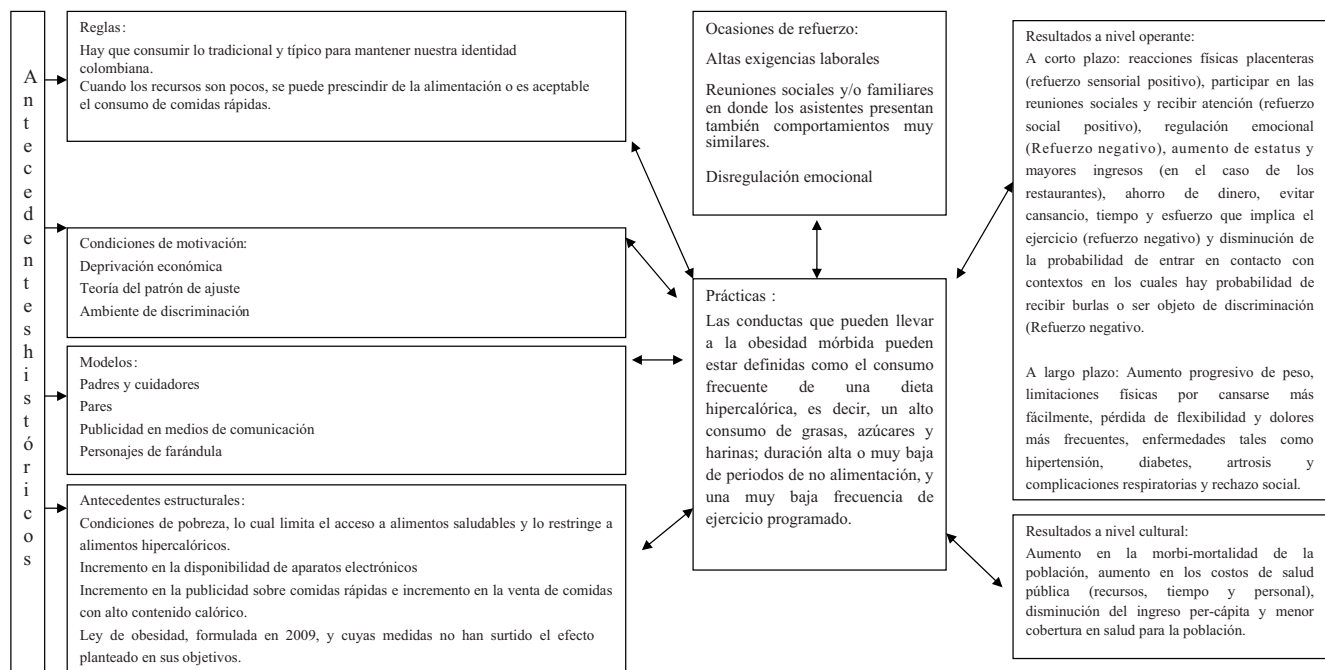 Antecedentes históricos
Reglas:
Hay que consumir lo tradicional y típico para mantener nuestra identidad
colombiana.
Cuando los recursos son pocos, se puede prescindir de la alimentación o es aceptable
el consumo de comidas rápidas.
Condiciones de motivación:
Deprivación económica
Teoría del patrón de ajuste
Ambiente de discriminación
Modelos:
Padres y cuidadores
Pares
Publicidad en medios de comunicación
Personajes de farándula
Antecedentes estructurales:
Condiciones de pobreza, lo cual limita el acceso a alimentos saludables y lo restringe a
alimentos hipercalóricos.
Incremento en la disponibilidad de aparatos electrónicos
Incremento en la publicidad sobre comidas rápidas e incremento en la venta de comidas
con alto contenido calórico.
Ley de obesidad, formulada en 2009, y cuyas medidas no han surtido el efecto
planteado en sus objetivos.
Ocasiones de refuerzo:
Altas exigencias laborales
Reuniones sociales y/o familiares
en donde los asistentes presentan
también comportamientos muy
similares.
Disregulación emocional
Prácticas :
Las conductas que pueden llevar
a la obesidad mórbida pueden
estar definidas como el consumo
frecuente de una dieta
hipercalórica, es decir, un alto
consumo de grasas, azúcares y
harinas; duración alta o muy baja
de periodos de no alimentación, y
una muy baja frecuencia de
ejercicio programado.
Resultados a nivel operante:
A corto plazo: reacciones físicas placenteras
(refuerzo sensorial positivo), participar en las
reuniones sociales y recibir atención (refuerzo
social positivo), regulación emocional
(Refuerzo negativo), aumento de estatus y
mayores ingresos (en el caso de los
restaurantes), ahorro de dinero, evitar
cansancio, tiempo y esfuerzo que implica el
ejercicio (refuerzo negativo) y disminución de
la probabilidad de entrar en contacto con
contextos en los cuales hay probabilidad de
recibir burlas o ser objeto de discriminación
(Refuerzo negativo.
A largo plazo: Aumento progresivo de peso,
limitaciones físicas por cansarse más
fácilmente, pérdida de flexibilidad y dolores
más frecuentes, enfermedades tales como
hipertensión, diabetes, artrosis y
complicaciones respiratorias y rechazo social.
Resultados a nivel cultural:
Aumento en la morbi-mortalidad de la
población, aumento en los costos de salud
pública (recursos, tiempo y personal),
disminución del ingreso per-cápita y menor
cobertura en salud para la población.